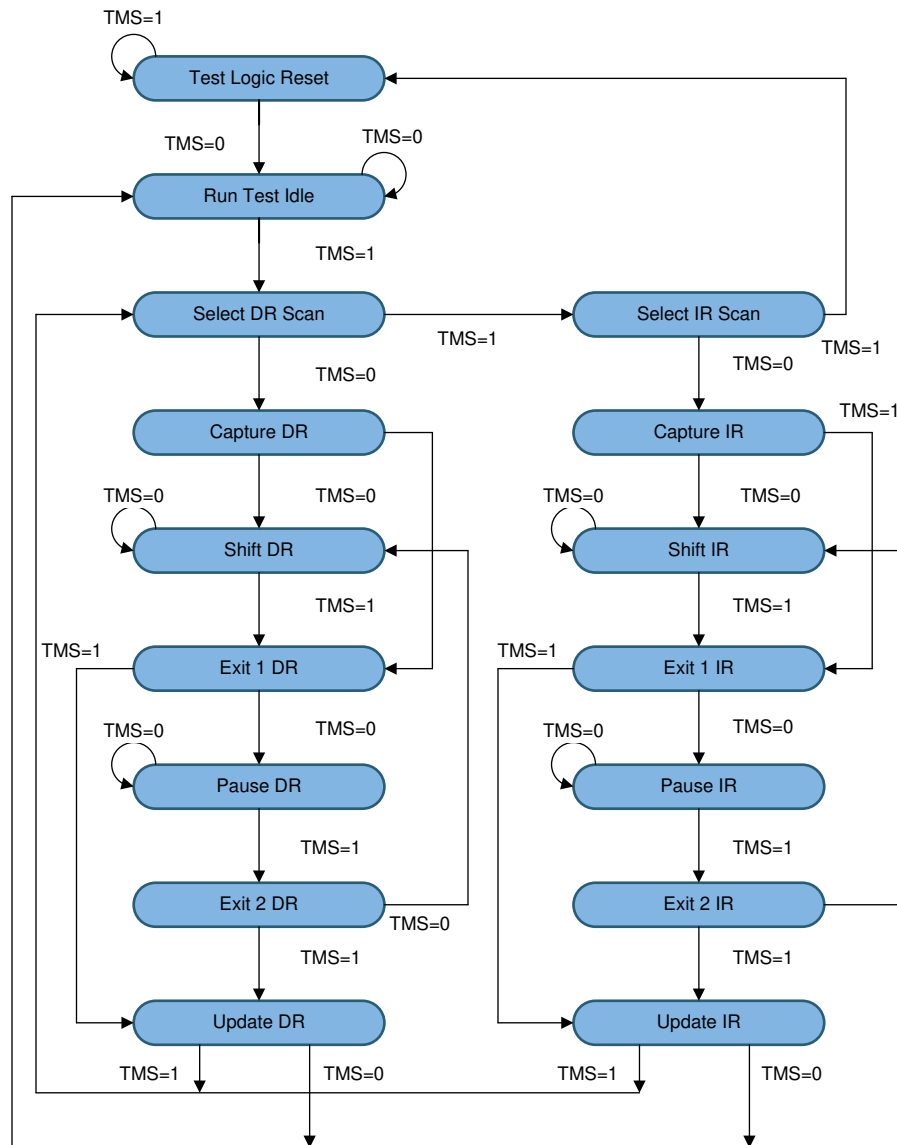 TMS=1
Test Logic Reset
TMS=0
TMS=0
Run Test Idle
TMS=1
Select DR Scan
Select IR Scan
TMS=1
TMS=1
TMS=0
TMS=0
Capture DR
Capture IR
TMS=1
TMS=0
TMS=0
TMS=0
TMS=0
Shift DR
Shift IR
TMS=1
TMS=1
TMS=1
TMS=1
Exit 1 DR
Exit 1 IR
TMS=0
TMS=0
TMS=0
TMS=0
Pause DR
Pause IR
TMS=1
TMS=1
Exit 2 DR
Exit 2 IR
TMS=0
TMS=1
TMS=1
Update DR
Update IR
TMS=1
TMS=0
TMS=1
TMS=0